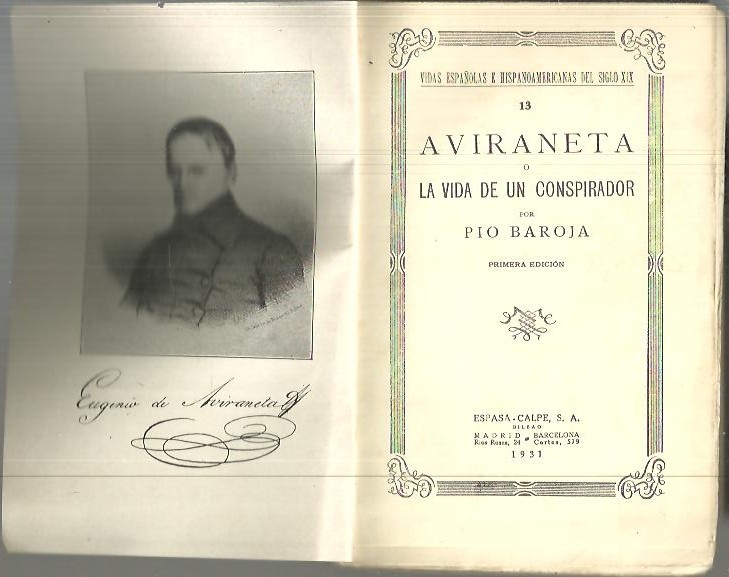 Eugenio de Aviraneta
VIDAS ESPAÑOLAS E HISPANOAMERICANAS DEL SIGLO XIX
13
AVIRANETA
O
LA VIDA DE UN CONSPIRADOR
POR
PIO BAROJA
PRIMERA EDICIÓN
ESPASA-CALPE, S. A.
BILBAO
MADRID BARCELONA
Ríos Rosas, 24 Cortes, 579
1931